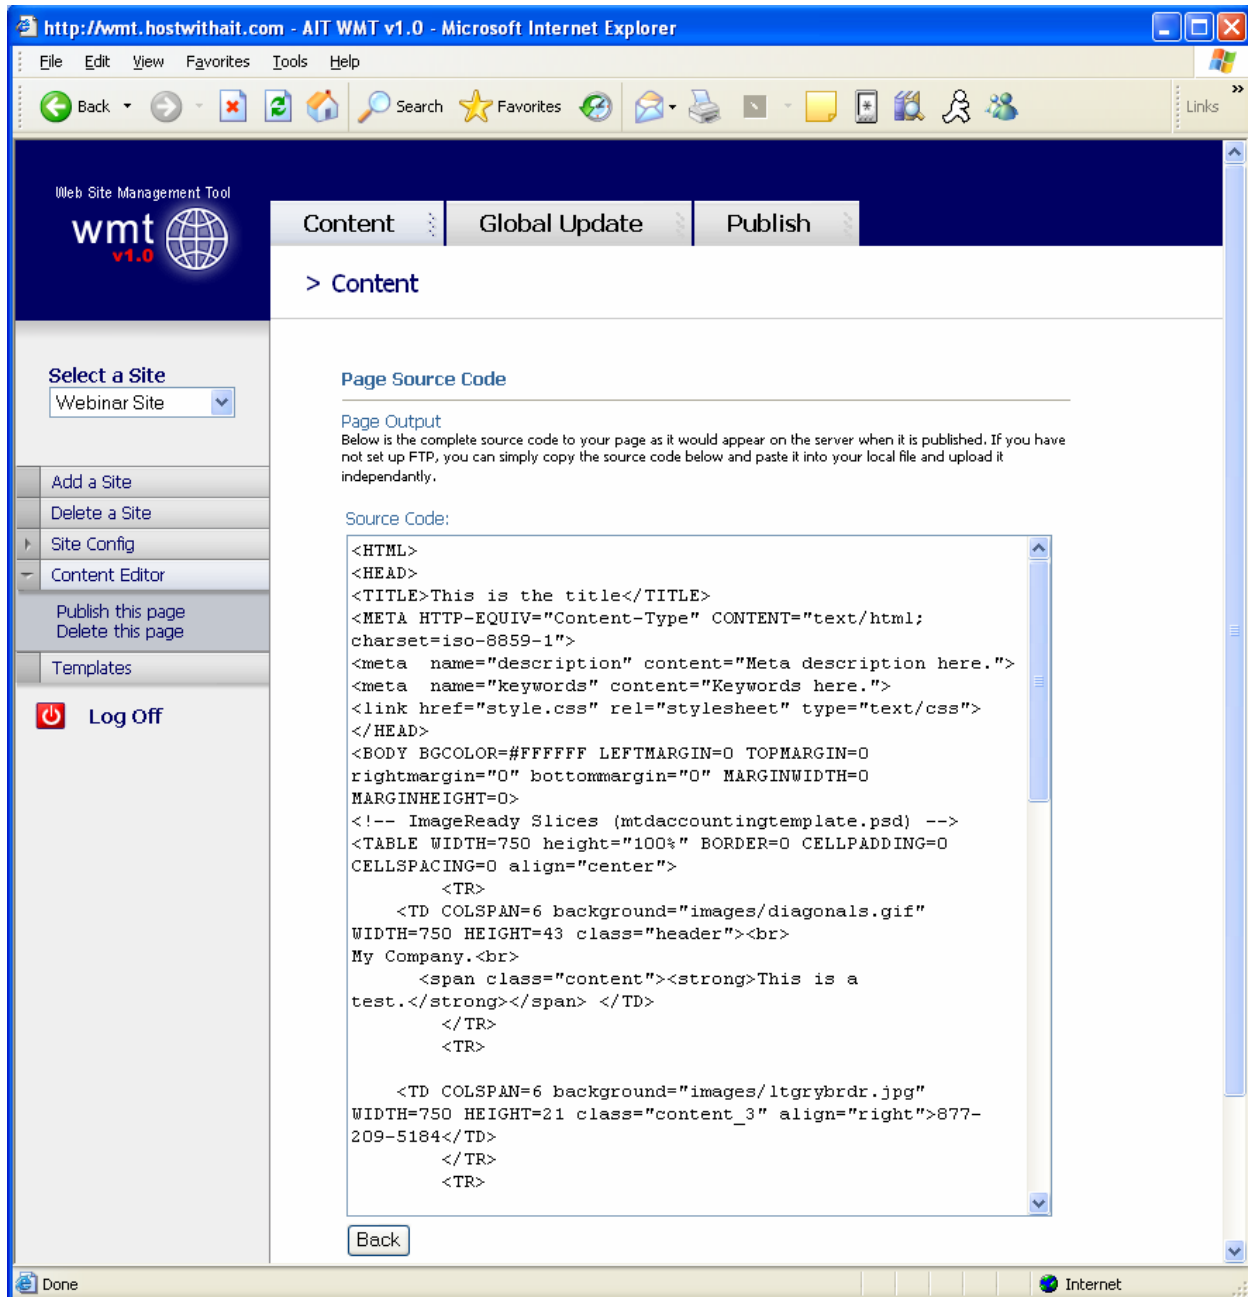 http://wmt.hostwithait.com - AIT WMT v1.0 - Microsoft Internet Explorer
File Edit View Favorites Tools Help
Back Search Favorites Links
Web Site Management Tool
wmt
v1.0
Content Global Update Publish
> Content
Select a Site
Webinar Site
Add a Site
Delete a Site
Site Config
Content Editor
Publish this page
Delete this page
Templates
Log Off
Page Source Code
Page Output
Below is the complete source code to your page as it would appear on the server when it is published. If you have
not set up FTP, you can simply copy the source code below and paste it into your local file and upload it
independantly.
Source Code:
<HTML>
<HEAD>
<TITLE>This is the title</TITLE>
<META HTTP-EQUIV="Content-Type" CONTENT="text/html;
charset=iso-8859-1">
<meta  name="description" content="Meta description here.">
<meta  name="keywords" content="Keywords here.">
<link href="style.css" rel="stylesheet" type="text/css">
</HEAD>
<BODY BGCOLOR=#FFFFFF LEFTMARGIN=0 TOPMARGIN=0
rightmargin="0" bottommargin="0" MARGINWIDTH=0
MARGINHEIGHT=0>
<!-- ImageReady Slices (mtdaccountingtemplate.psd) -->
<TABLE WIDTH=750 height="100%" BORDER=0 CELLPADDING=0
CELLSPACING=0 align="center">
<TR>
<TD COLSPAN=6 background="images/diagonals.gif"
WIDTH=750 HEIGHT=43 class="header"><br>
My Company.<br>
<span class="content"><strong>This is a
test.</strong></span> </TD>
</TR>
<TR>
<TD COLSPAN=6 background="images/ltgrybrdr.jpg"
WIDTH=750 HEIGHT=21 class="content_3" align="right">877-
209-5184</TD>
</TR>
<TR>
Back
Done Internet